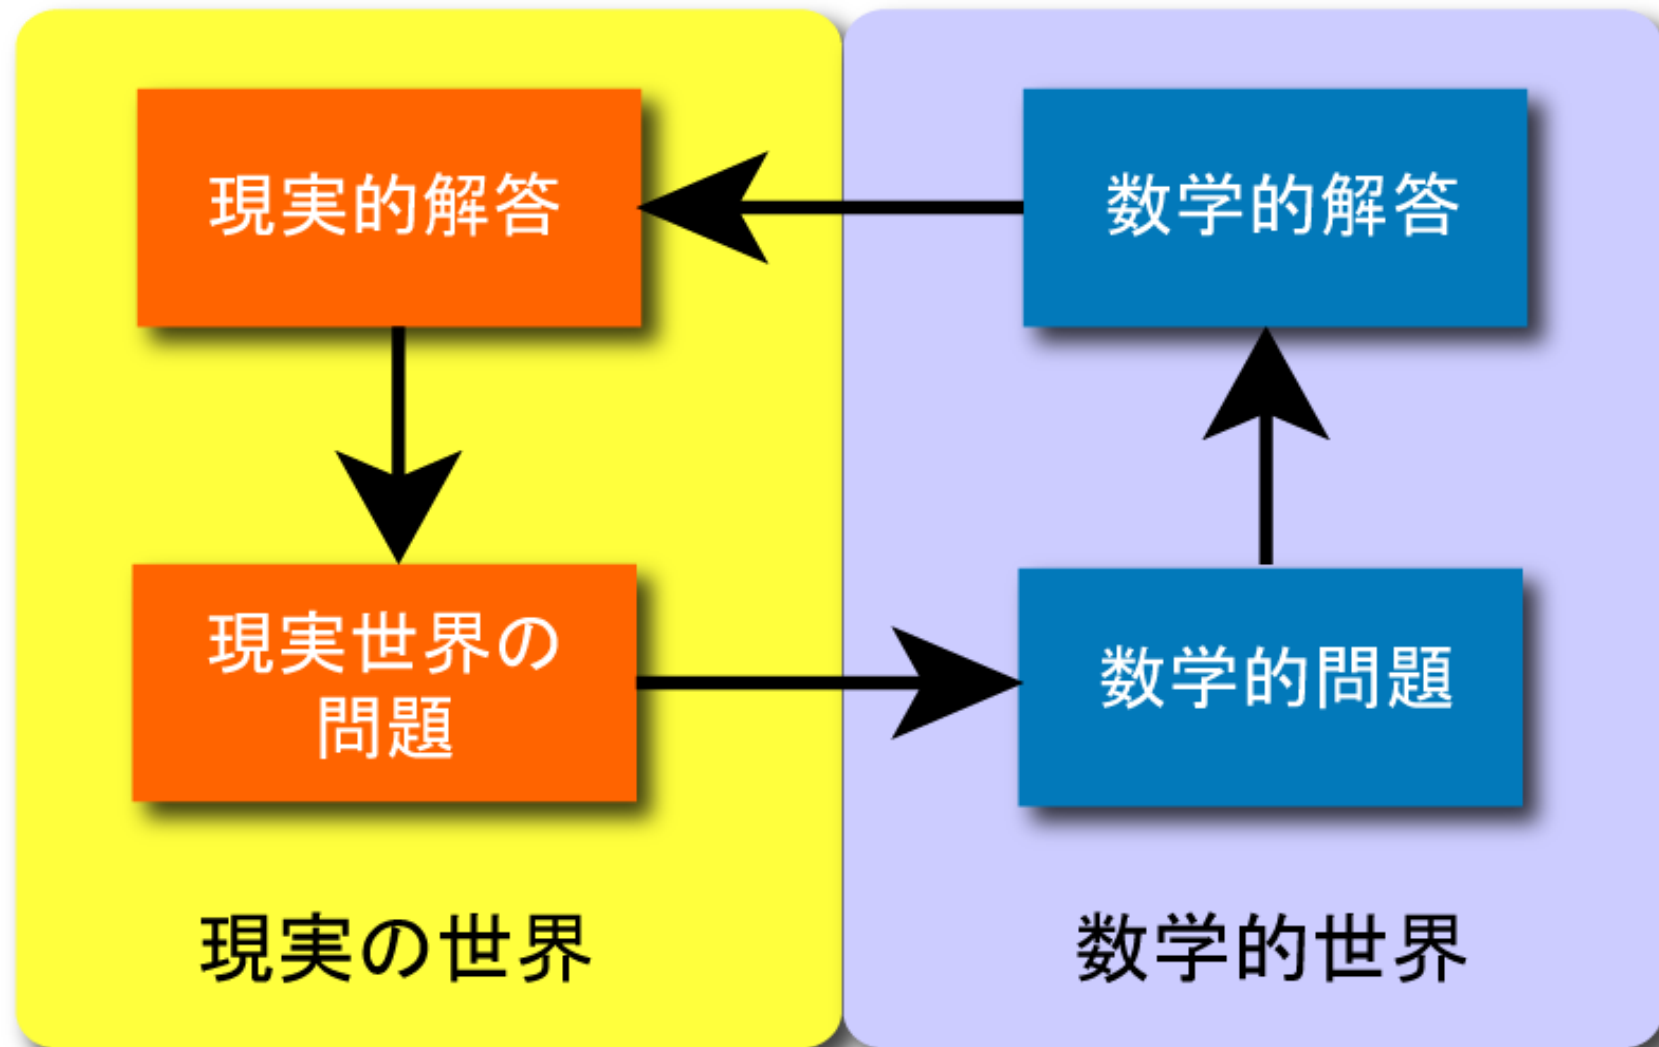 現実的解答
数学的解答
現実世界の
問題
数学的問題
現実の世界
数学的世界